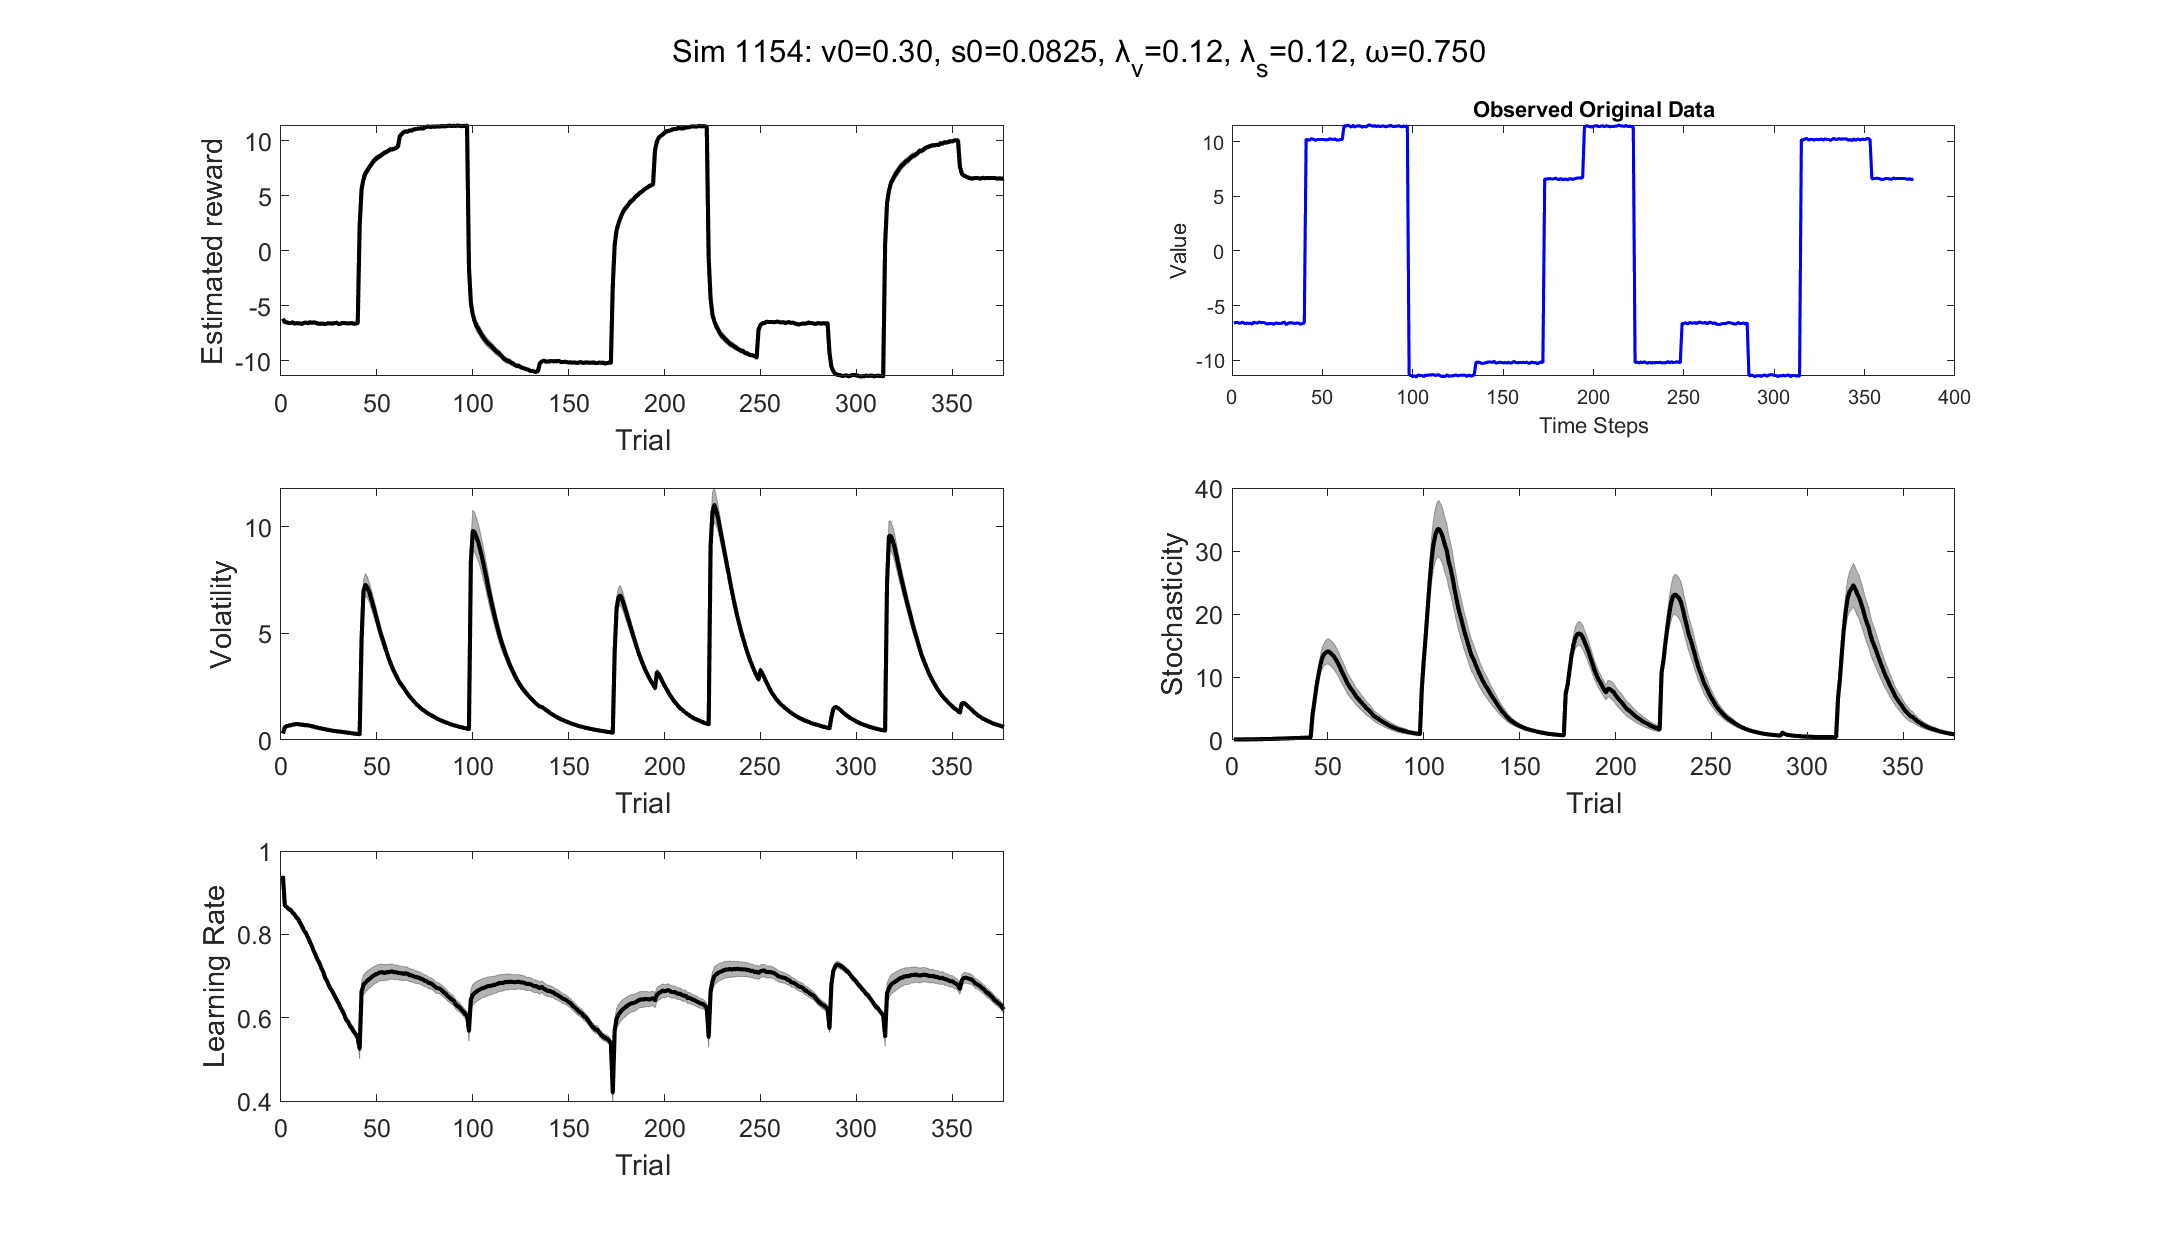 Sim 1154: v0=0.30, s0=0.0825, λ_v=0.12, λ_s=0.12, ω=0.750
Estimated reward
10
5
0
-5
-10
0 50 100 150 200 250 300 350
Trial
Observed Original Data
Value
10
5
0
-5
-10
0 50 100 150 200 250 300 350 400
Time Steps
Volatility
10
5
0
0 50 100 150 200 250 300 350
Trial
Stochasticity
40
30
20
10
0
0 50 100 150 200 250 300 350
Trial
Learning Rate
1
0.8
0.6
0.4
0 50 100 150 200 250 300 350
Trial